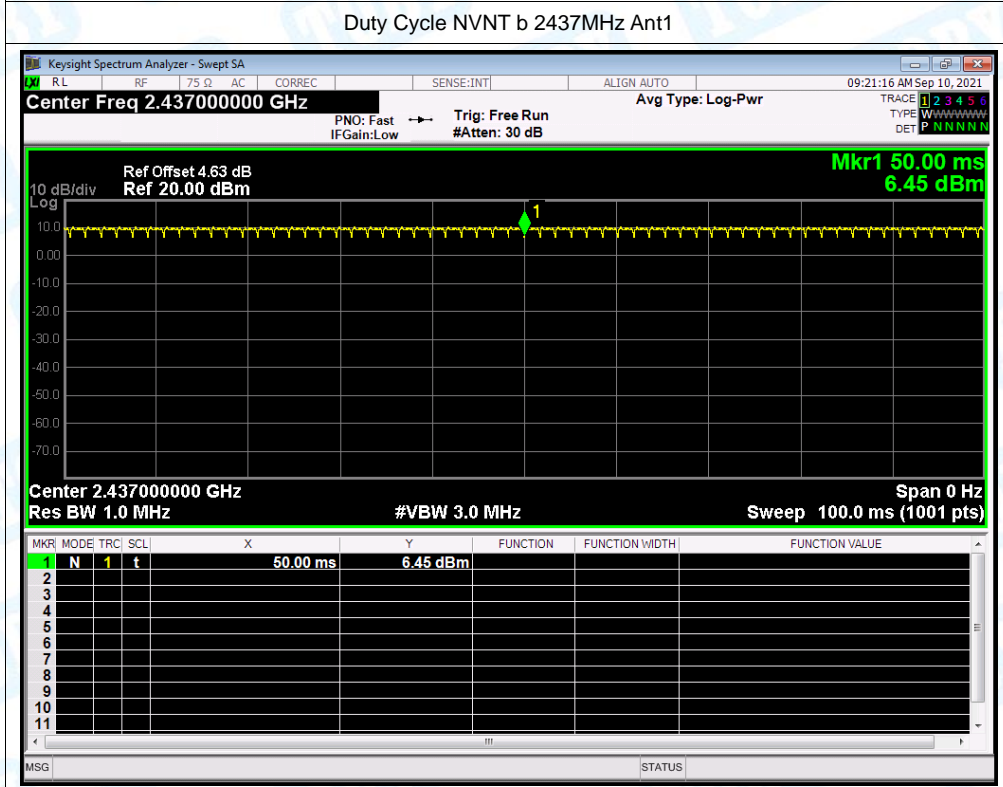 Duty Cycle NVNT b 2437MHz Ant1
Keysight Spectrum Analyzer - Swept SA
LXI RL RF 75 Ω AC CORREC SENSE:INT ALIGN AUTO 09:21:16 AM Sep 10, 2021
Center Freq 2.437000000 GHz Avg Type: Log-Pwr TRACE 1 2 3 4 5 6
PNO: Fast Trig: Free Run TYPE WWWWWW
IFGain:Low #Atten: 30 dB DET P N N N N N
Mkr1 50.00 ms
Ref Offset 4.63 dB
10 dB/div Ref 20.00 dBm 6.45 dBm
Log
1
10.0
0.00
-10.0
-20.0
-30.0
-40.0
-50.0
-60.0
-70.0
Center 2.437000000 GHz Span 0 Hz
Res BW 1.0 MHz #VBW 3.0 MHz Sweep 100.0 ms (1001 pts)
MKR MODE TRC SCL X Y FUNCTION FUNCTION WIDTH FUNCTION VALUE
1 N 1 t 50.00 ms 6.45 dBm
2
3
4
5
6
7
8
9
10
11
MSG STATUS